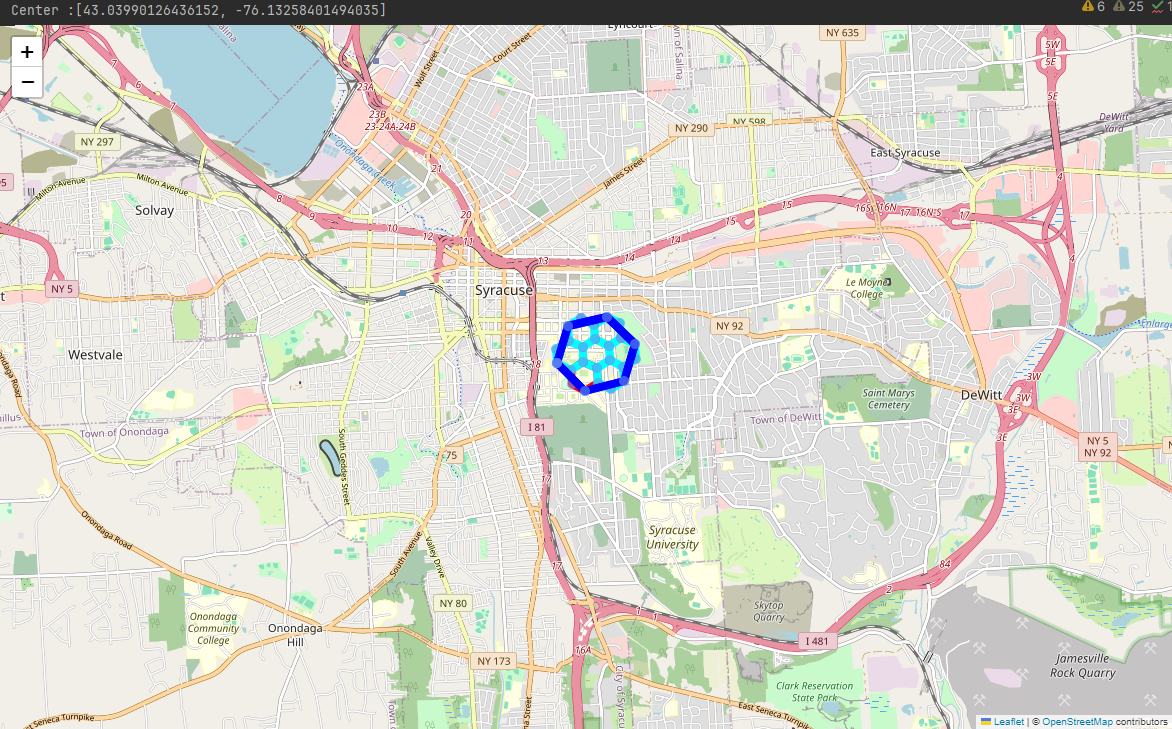 Center :[43.03990126436152, -76.13258401494035]
6 25
+
−
Lyncourt
NY 635
5W
5E
5E
7
6
7
Wolf Street
Court Street
Town of Salina
23A
23B
23-24A-24B
NY 290
NY 598
DeWitt
Yard
NY 297
Onondaga Creek
21
James Street
East Syracuse
Milton Avenue
Milton Avenue
Solvay
8
9
10
12
11
20
13
14
14
15
15
16S
16N
17
16N-S
17
4
4
NY 5
Syracuse
Le Moyne
College
NY 92
Westvale
18
Onondaga Road
Saint Marys
Cemetery
DeWitt
3W
3W
3E
3E
Town of Onondaga
Town of DeWitt
I 81
NY 5
NY 92
South Geddes Street
75
17
Onondaga Road
South Avenue
Valley Drive
Syracuse
University
17
84
2
NY 80
1
1
Skytop
Quarry
Onondaga
Community
College
Onondaga
Hill
I 481
16A
NY 173
Jamesville
Rock Quarry
Clark Reservation
State Park
East Seneca Turnpike
East Seneca Turnpike
Leaflet | © OpenStreetMap contributors